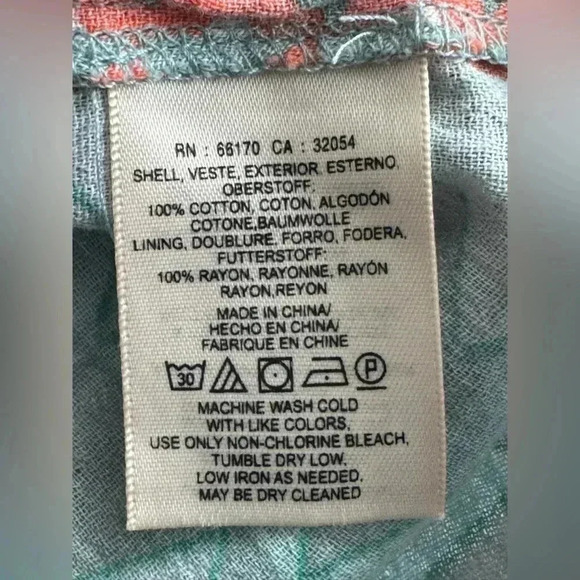 RN : 66170 CA : 32054
SHELL, VESTE, EXTERIOR, ESTERNO,
OBERSTOFF:
100% COTTON, COTON, ALGODÓN
COTONE,BAUMWOLLE
LINING, DOUBLURE, FORRO, FODERA,
FUTTERSTOFF:
100% RAYON, RAYONNE, RAYÓN
RAYON,REYON
MADE IN CHINA/
HECHO EN CHINA/
FABRIQUE EN CHINE
30 P
MACHINE WASH COLD
WITH LIKE COLORS,
USE ONLY NON-CHLORINE BLEACH,
TUMBLE DRY LOW,
LOW IRON AS NEEDED,
MAY BE DRY CLEANED